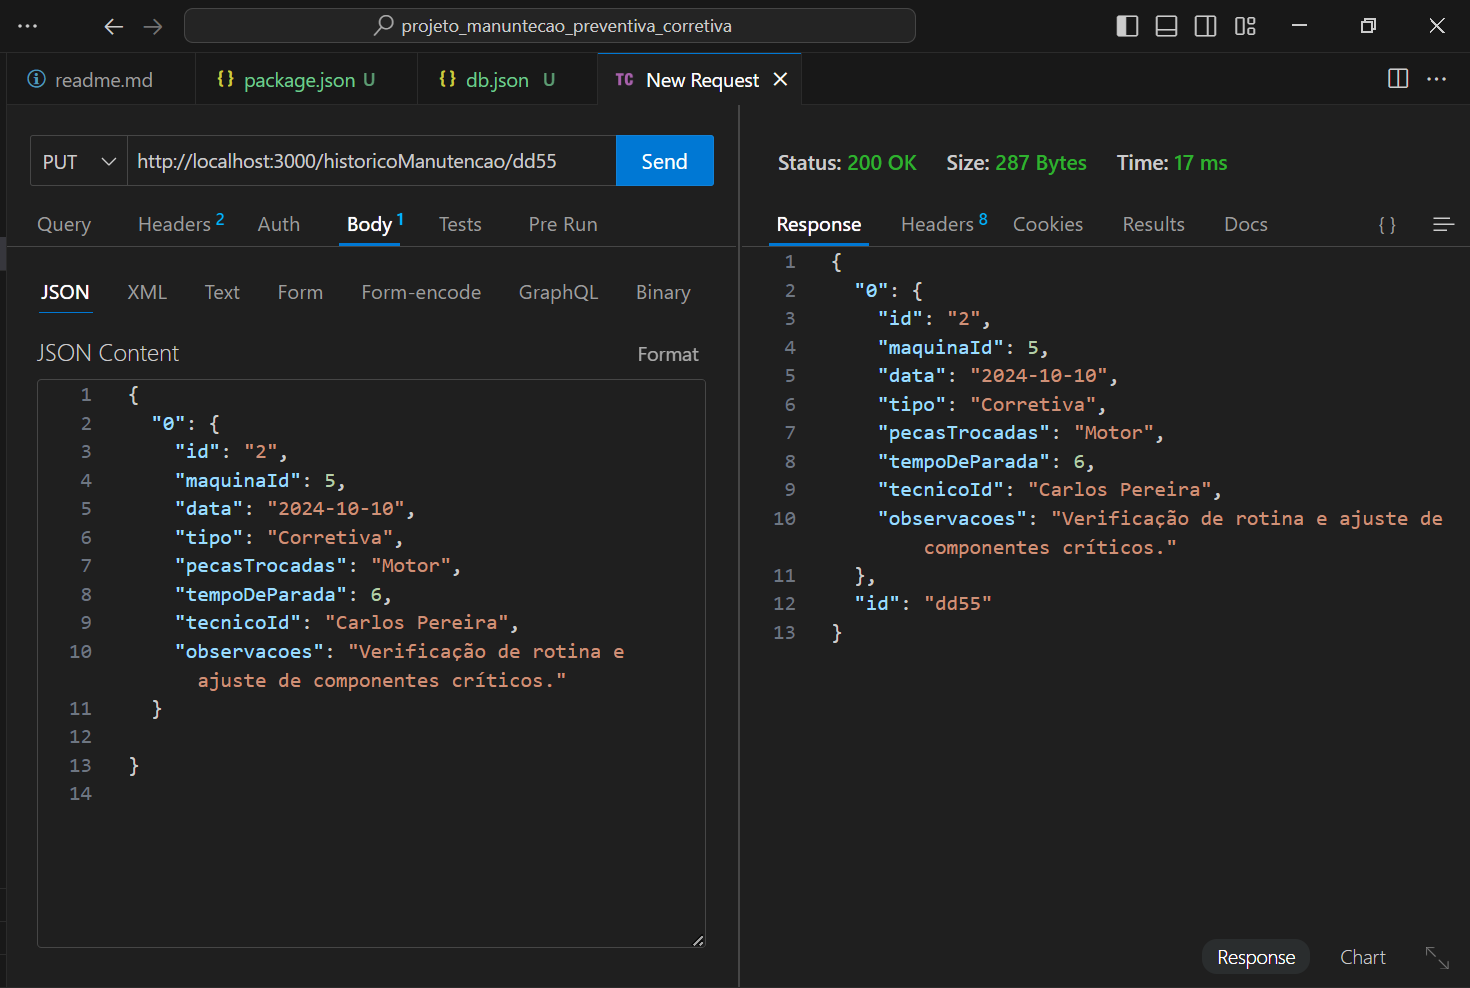 projeto_manuntecao_preventiva_corretiva
readme.md
{} package.json U
{} db.json U
TC New Request
PUT http://localhost:3000/historicoManutencao/dd55 Send
Query Headers 2 Auth Body 1 Tests Pre Run
JSON XML Text Form Form-encode GraphQL Binary
JSON Content Format
1 {
2 "0": {
3 "id": "2",
4 "maquinaId": 5,
5 "data": "2024-10-10",
6 "tipo": "Corretiva",
7 "pecasTrocadas": "Motor",
8 "tempoDeParada": 6,
9 "tecnicoId": "Carlos Pereira",
10 "observacoes": "Verificação de rotina e
ajuste de componentes críticos."
11 }
12
13 }
14
Status: 200 OK Size: 287 Bytes Time: 17 ms
Response Headers 8 Cookies Results Docs {}
1 {
2 "0": {
3 "id": "2",
4 "maquinaId": 5,
5 "data": "2024-10-10",
6 "tipo": "Corretiva",
7 "pecasTrocadas": "Motor",
8 "tempoDeParada": 6,
9 "tecnicoId": "Carlos Pereira",
10 "observacoes": "Verificação de rotina e ajuste de
componentes críticos."
11 },
12 "id": "dd55"
13 }
Response Chart